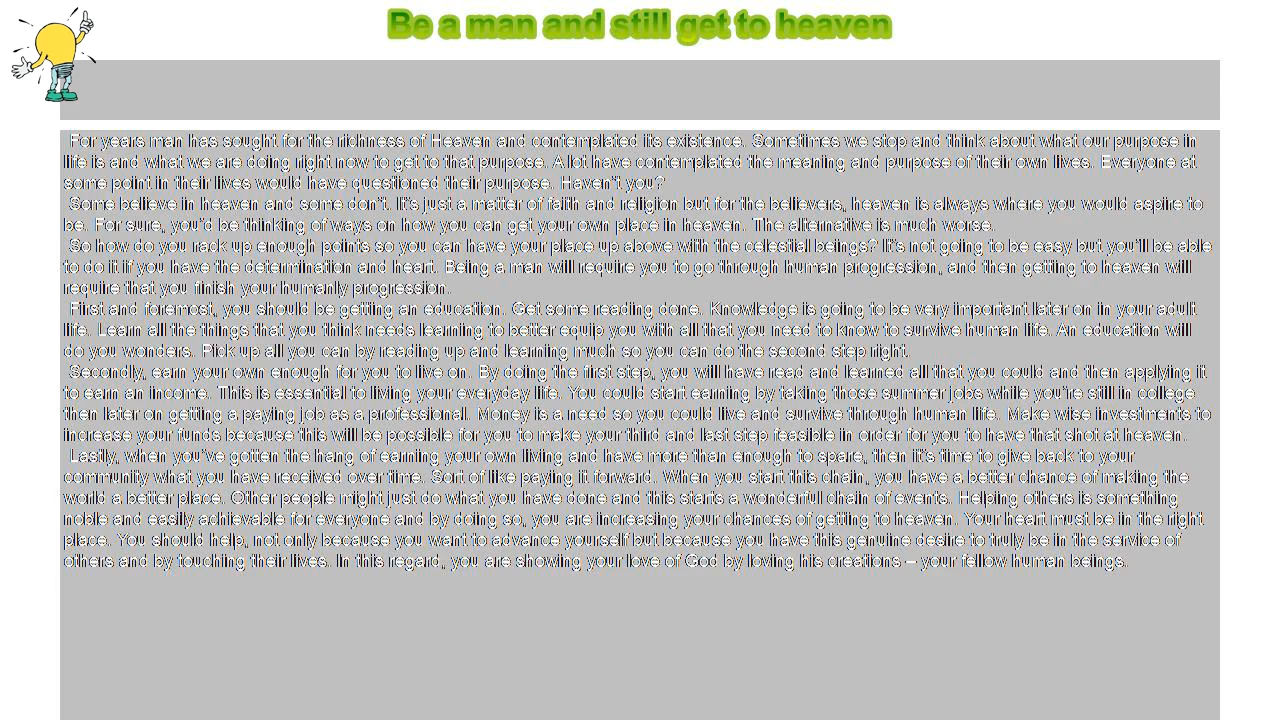 Be a man and still get to heaven
For years man has sought for the richness of Heaven and contemplated its existence. Sometimes we stop and think about what our purpose in
life is and what we are doing right now to get to that purpose. A lot have contemplated the meaning and purpose of their own lives. Everyone at
some point in their lives would have questioned their purpose. Haven't you?
Some believe in heaven and some don't. It's just a matter of faith and religion but for the believers, heaven is always where you would aspire to
be. For sure, you'd be thinking of ways on how you can get your own place in heaven. The alternative is much worse.
So how do you rack up enough points so you can have your place up above with the celestial beings? It's not going to be easy but you'll be able
to do it if you have the determination and heart. Being a man will require you to go through human progression, and then getting to heaven will
require that you finish your humanly progression.
First and foremost, you should be getting an education. Get some reading done. Knowledge is going to be very important later on in your adult
life. Learn all the things that you think needs learning to better equip you with all that you need to know to survive human life. An education will
do you wonders. Pick up all you can by reading up and learning much so you can do the second step right.
Secondly, earn your own enough for you to live on. By doing the first step, you will have read and learned all that you could and then applying it
to earn an income. This is essential to living your everyday life. You could start earning by taking those summer jobs while you're still in college
then later on getting a paying job as a professional. Money is a need so you could live and survive through human life. Make wise investments to
increase your funds because this will be possible for you to make your third and last step feasible in order for you to have that shot at heaven.
Lastly, when you've gotten the hang of earning your own living and have more than enough to spare, then it's time to give back to your
community what you have received over time. Sort of like paying it forward. When you start this chain, you have a better chance of making the
world a better place. Other people might just do what you have done and this starts a wonderful chain of events. Helping others is something
noble and easily achievable for everyone and by doing so, you are increasing your chances of getting to heaven. Your heart must be in the right
place. You should help, not only because you want to advance yourself but because you have this genuine desire to truly be in the service of
others and by touching their lives. In this regard, you are showing your love of God by loving his creations – your fellow human beings.